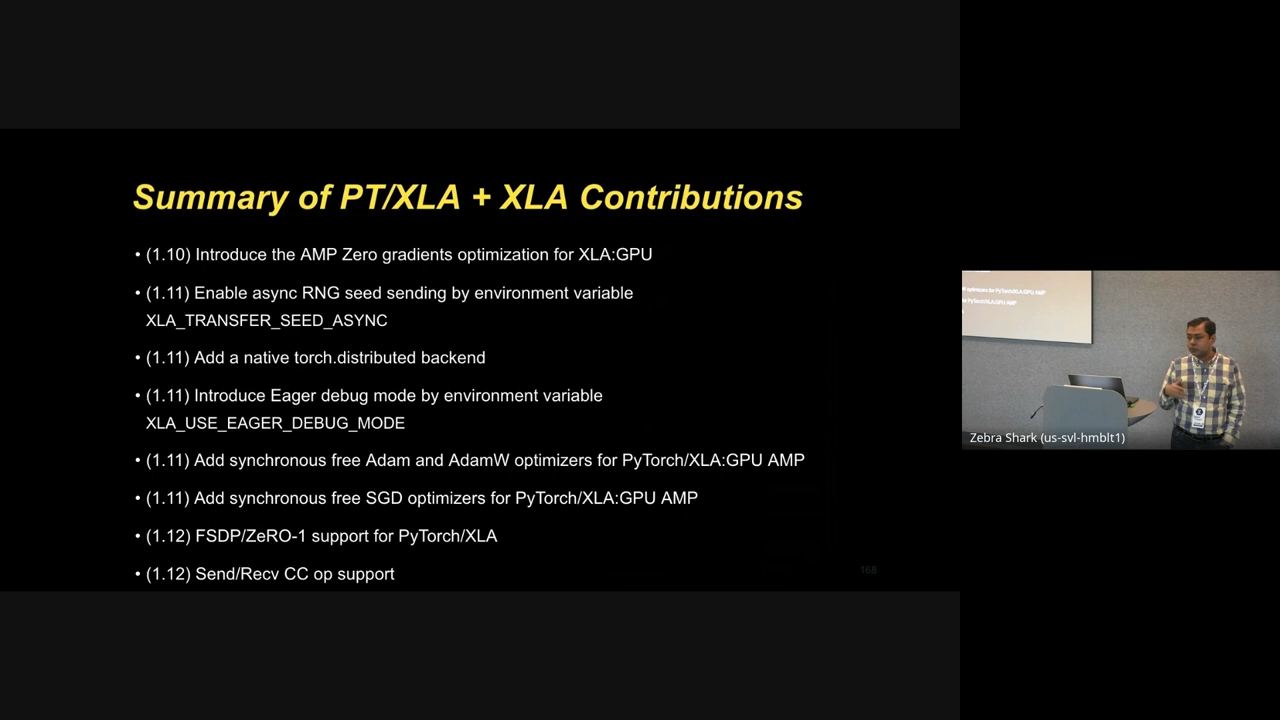 Summary of PT/XLA + XLA Contributions
• (1.10) Introduce the AMP Zero gradients optimization for XLA:GPU
• (1.11) Enable async RNG seed sending by environment variable
XLA_TRANSFER_SEED_ASYNC
• (1.11) Add a native torch.distributed backend
• (1.11) Introduce Eager debug mode by environment variable
XLA_USE_EAGER_DEBUG_MODE
• (1.11) Add synchronous free Adam and AdamW optimizers for PyTorch/XLA:GPU AMP
• (1.11) Add synchronous free SGD optimizers for PyTorch/XLA:GPU AMP
• (1.12) FSDP/ZeRO-1 support for PyTorch/XLA
• (1.12) Send/Recv CC op support
168
Zebra Shark (us-svl-hmblt1)